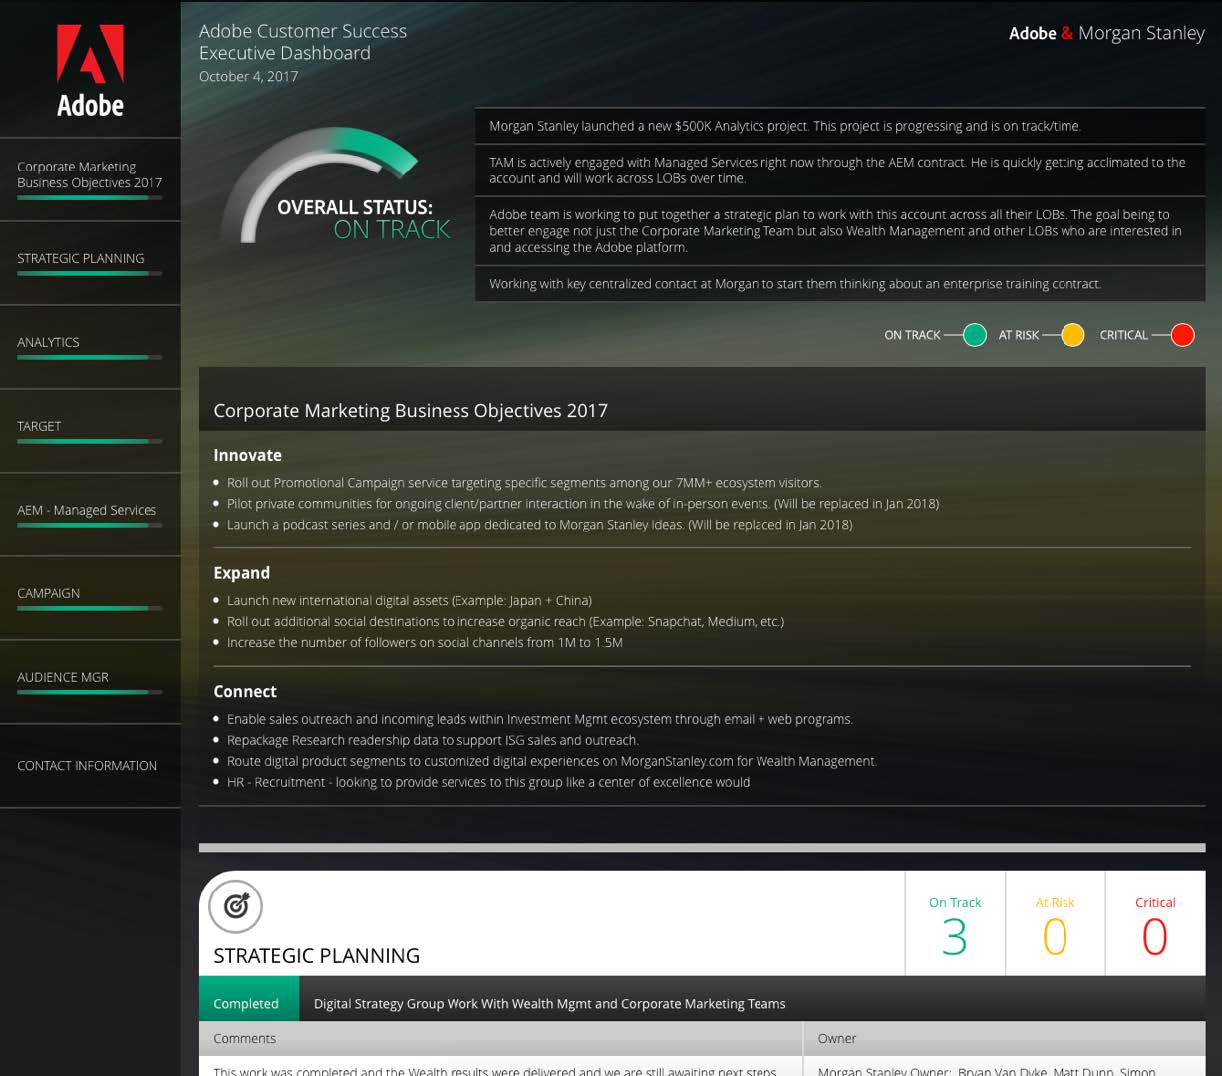 Adobe
Corporate Marketing
Business Objectives 2017
STRATEGIC PLANNING
ANALYTICS
TARGET
AEM - Managed Services
CAMPAIGN
AUDIENCE MGR
CONTACT INFORMATION
Adobe Customer Success
Executive Dashboard
October 4, 2017
Adobe & Morgan Stanley
OVERALL STATUS:
ON TRACK
Morgan Stanley launched a new $500K Analytics project. This project is progressing and is on track/time.
TAM is actively engaged with Managed Services right now through the AEM contract. He is quickly getting acclimated to the
account and will work across LOBs over time.
Adobe team is working to put together a strategic plan to work with this account across all their LOBs. The goal being to
better engage not just the Corporate Marketing Team but also Wealth Management and other LOBs who are interested in
and accessing the Adobe platform.
Working with key centralized contact at Morgan to start them thinking about an enterprise training contract.
ON TRACK
AT RISK
CRITICAL
Corporate Marketing Business Objectives 2017
Innovate
• Roll out Promotional Campaign service targeting specific segments among our 7MM+ ecosystem visitors.
• Pilot private communities for ongoing client/partner interaction in the wake of in-person events. (Will be replaced in Jan 2018)
• Launch a podcast series and / or mobile app dedicated to Morgan Stanley Ideas. (Will be replaced in Jan 2018)
Expand
• Launch new international digital assets (Example: Japan + China)
• Roll out additional social destinations to increase organic reach (Example: Snapchat, Medium, etc.)
• Increase the number of followers on social channels from 1M to 1.5M
Connect
• Enable sales outreach and incoming leads within Investment Mgmt ecosystem through email + web programs.
• Repackage Research readership data to support ISG sales and outreach.
• Route digital product segments to customized digital experiences on MorganStanley.com for Wealth Management.
• HR - Recruitment - looking to provide services to this group like a center of excellence would
STRATEGIC PLANNING
On Track
3
At Risk
0
Critical
0
Completed
Digital Strategy Group Work With Wealth Mgmt and Corporate Marketing Teams
Comments
Owner
This work was completed and the Wealth results were delivered and we are still awaiting next steps
Morgan Stanley Owner: Bryan Van Dyke, Matt Dunn, Simon